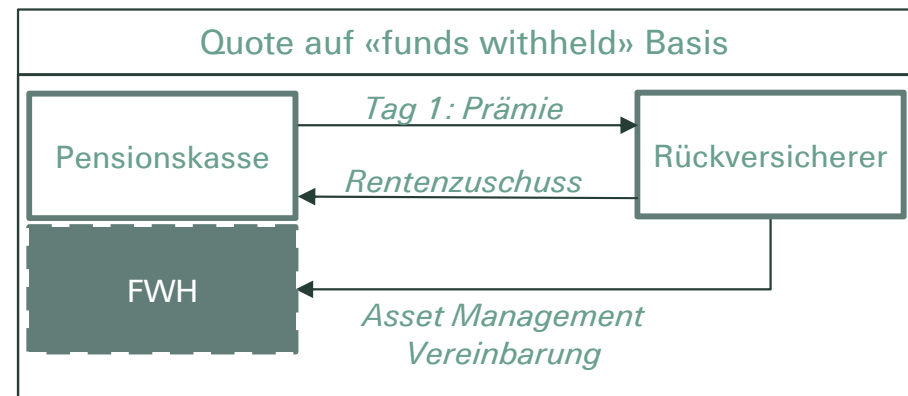 Quote auf «funds withheld» Basis
Tag 1: Prämie
Pensionskasse
Rückversicherer
Rentenzuschuss
FWH
Asset Management
Vereinbarung